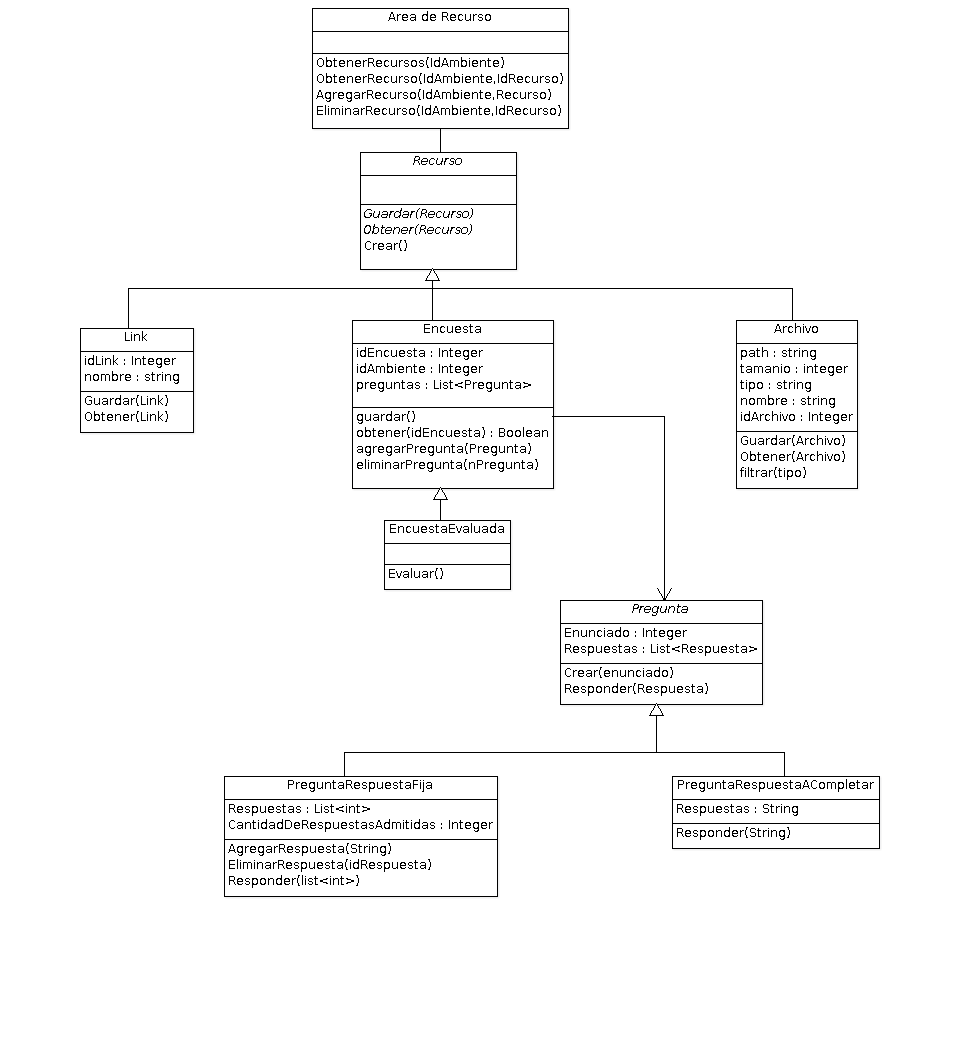 Area de Recurso
ObtenerRecursos(IdAmbiente)
ObtenerRecurso(IdAmbiente,IdRecurso)
AgregarRecurso(IdAmbiente,Recurso)
EliminarRecurso(IdAmbiente,IdRecurso)
Recurso
Guardar(Recurso)
Obtener(Recurso)
Crear()
Link
idLink : Integer
nombre : string
Guardar(Link)
Obtener(Link)
Encuesta
idEncuesta : Integer
idAmbiente : Integer
preguntas : List<Pregunta>
guardar()
obtener(idEncuesta) : Boolean
agregarPregunta(Pregunta)
eliminarPregunta(nPregunta)
Archivo
path : string
tamanio : integer
tipo : string
nombre : string
idArchivo : Integer
Guardar(Archivo)
Obtener(Archivo)
filtrar(tipo)
EncuestaEvaluada
Evaluar()
Pregunta
Enunciado : Integer
Respuestas : List<Respuesta>
Crear(enunciado)
Responder(Respuesta)
PreguntaRespuestaFija
Respuestas : List<int>
CantidadDeRespuestasAdmitidas : Integer
AgregarRespuesta(String)
EliminarRespuesta(idRespuesta)
Responder(list<int>)
PreguntaRespuestaACompletar
Respuestas : String
Responder(String)